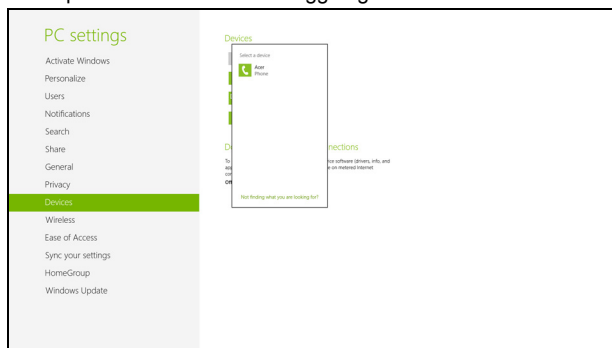 PC settings
Activate Windows
Personalize
Users
Notifications
Search
Share
General
Privacy
Devices
Wireless
Ease of Access
Sync your settings
HomeGroup
Windows Update
Devices
Select a device
Acer
Phone
De
nections
To
ice software (drivers, info, and
e on metered Internet
Not finding what you are looking for?